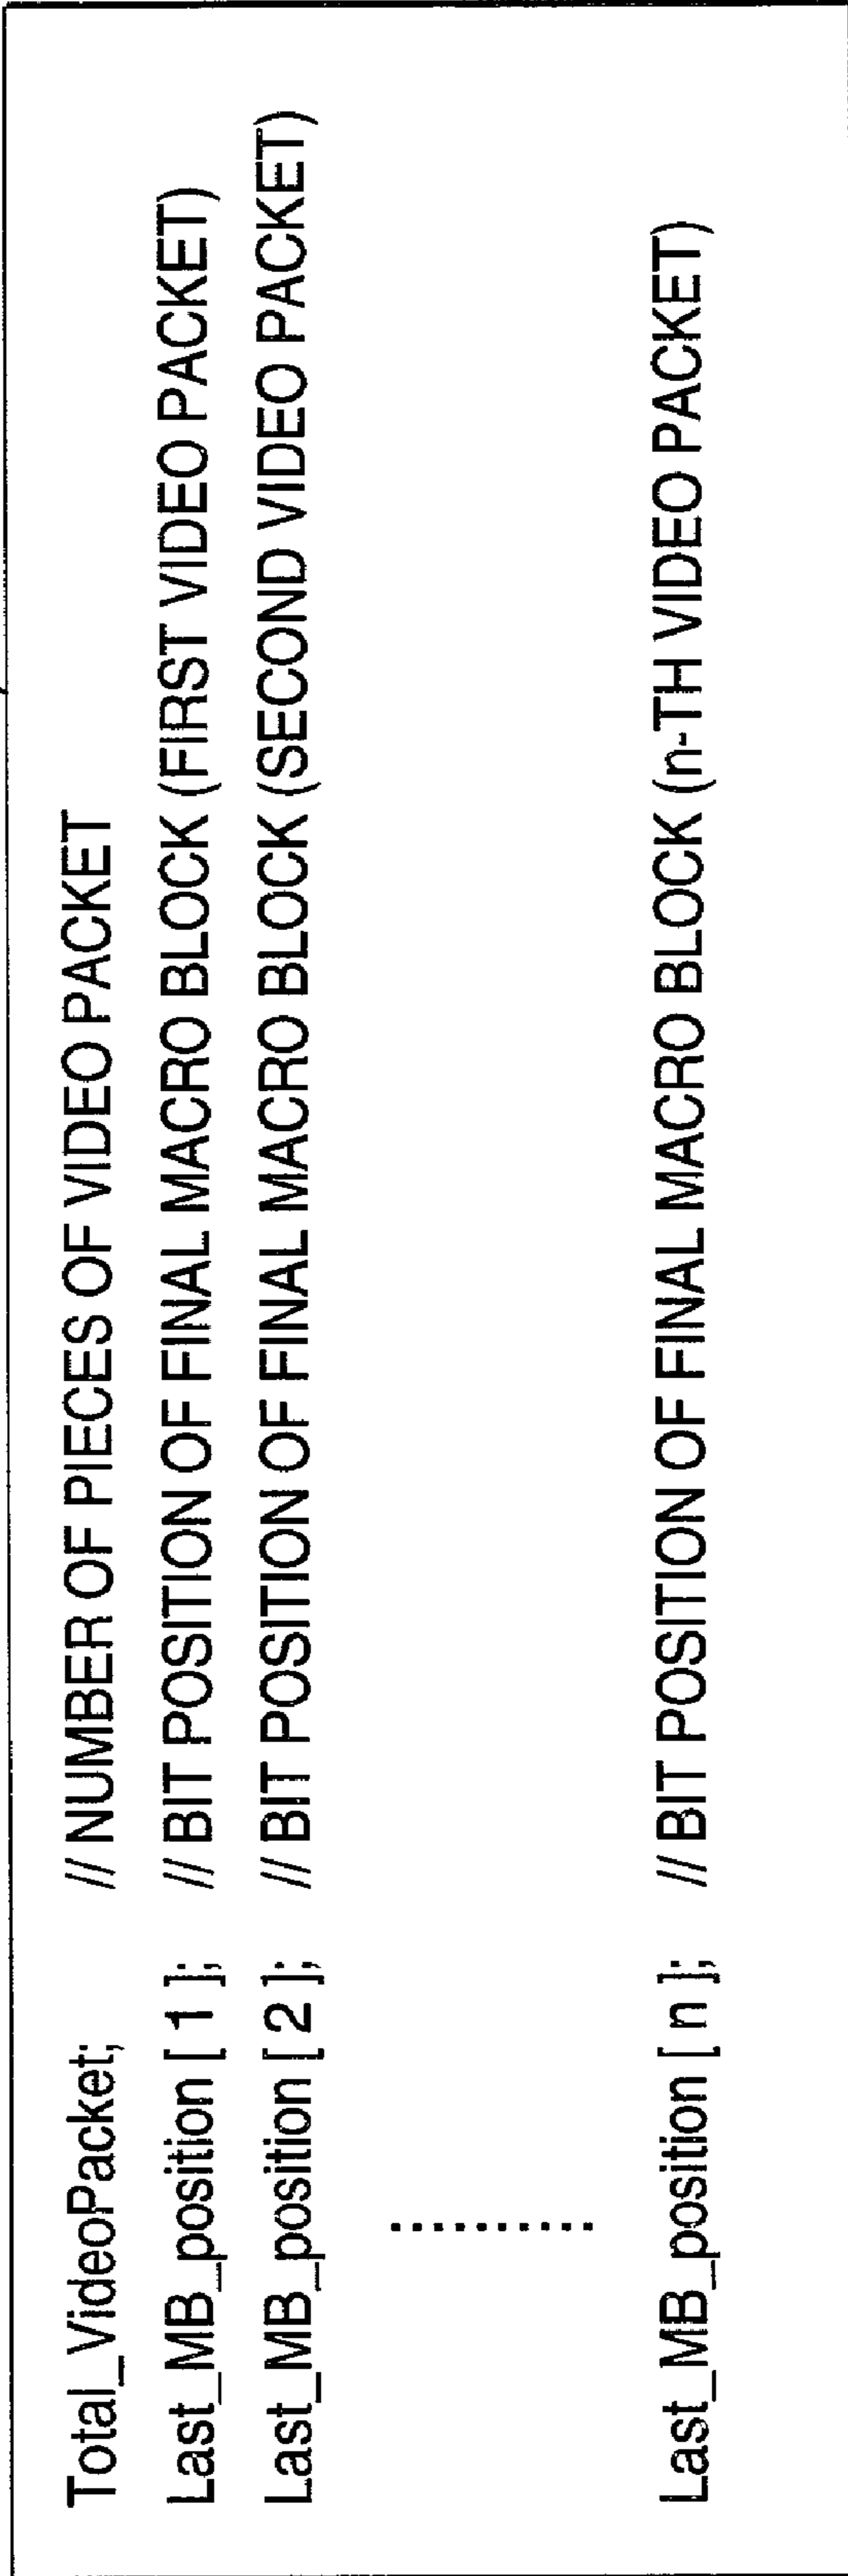 Total_VideoPacket; // NUMBER OF PIECES OF VIDEO PACKET
Last_MB_position [ 1 ]; // BIT POSITION OF FINAL MACRO BLOCK (FIRST VIDEO PACKET)
Last_MB_position [ 2 ]; // BIT POSITION OF FINAL MACRO BLOCK (SECOND VIDEO PACKET)
..........
Last_MB_position [ n ]; // BIT POSITION OF FINAL MACRO BLOCK (n-TH VIDEO PACKET)